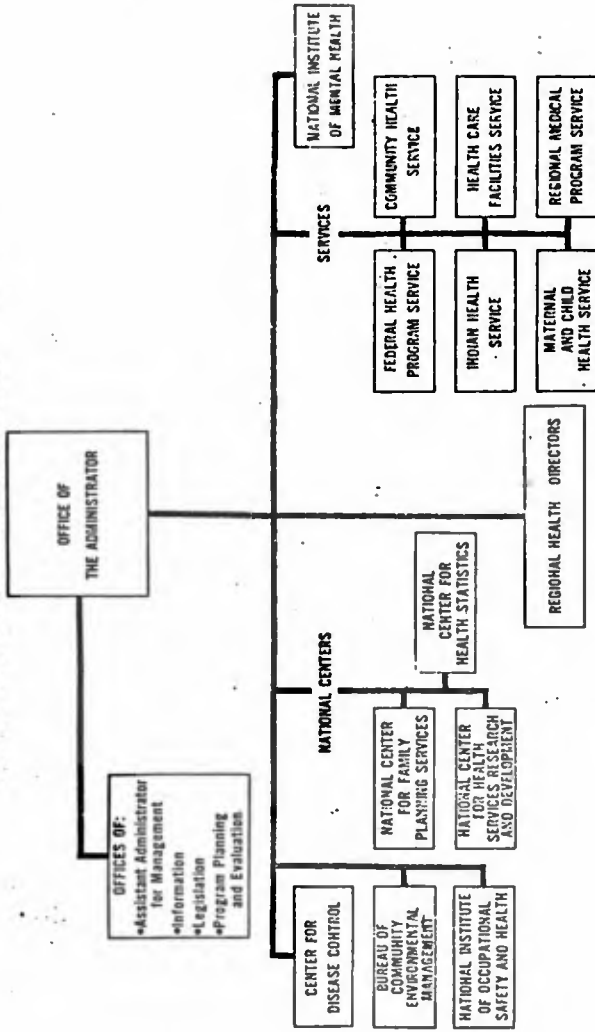 OFFICE OF
THE ADMINISTRATOR
OFFICES OF:
•Assistant Administrator
for Management
•Information
•Legislation
•Program Planning
and Evaluation
CENTER FOR
DISEASE CONTROL
BUREAU OF
COMMUNITY
ENVIRONMENTAL
MANAGEMENT
NATIONAL INSTITUTE
OF OCCUPATIONAL
SAFETY AND HEALTH
NATIONAL CENTERS
NATIONAL CENTER
FOR FAMILY
PLANNING SERVICES
NATIONAL CENTER
FOR HEALTH
SERVICES RESEARCH
AND DEVELOPMENT
NATIONAL
CENTER FOR
HEALTH STATISTICS
REGIONAL HEALTH DIRECTORS
SERVICES
FEDERAL HEALTH
PROGRAM SERVICE
COMMUNITY HEALTH
SERVICE
INDIAN HEALTH
SERVICE
HEALTH CARE
FACILITIES SERVICE
MATERNAL
AND CHILD
HEALTH SERVICE
REGIONAL MEDICAL
PROGRAM SERVICE
NATIONAL INSTITUTE
OF MENTAL HEALTH